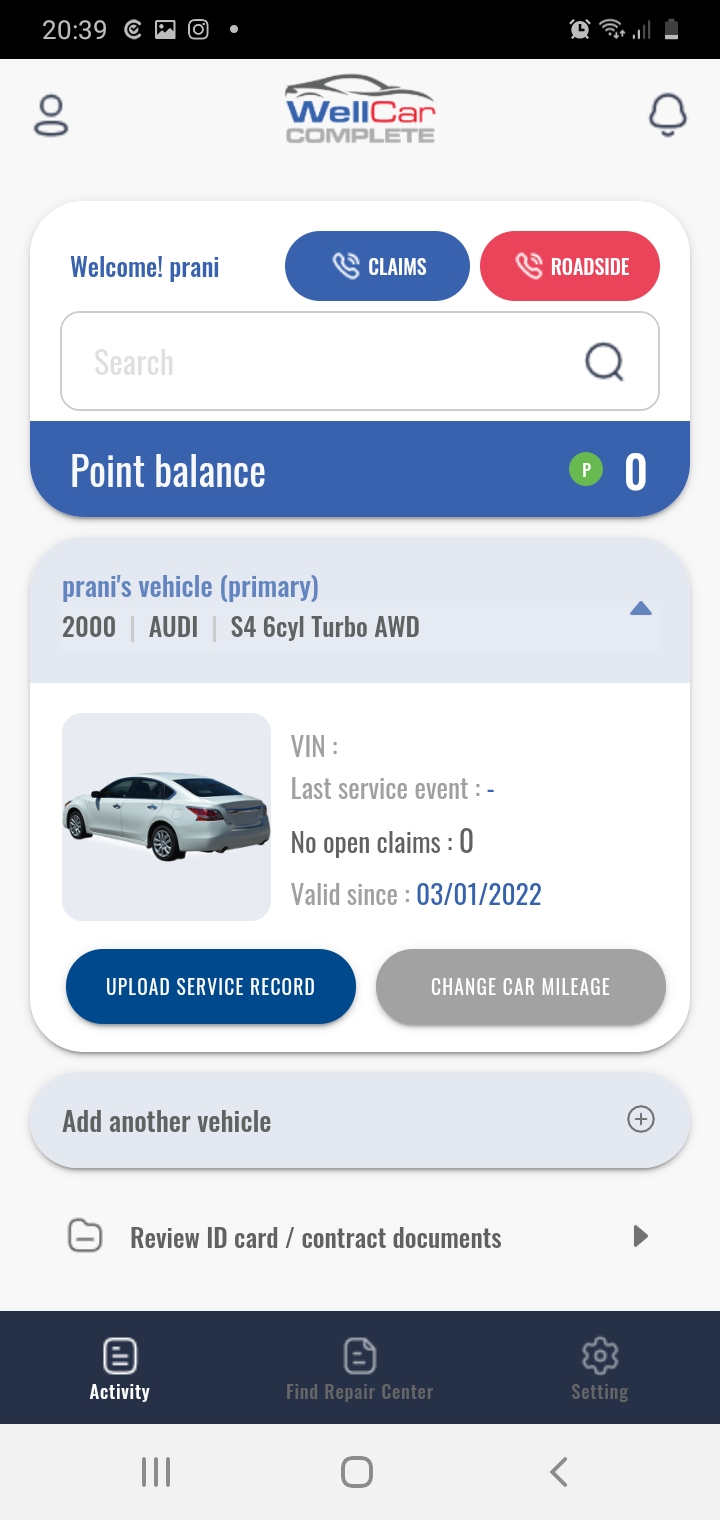 20:39
WellCar
COMPLETE
Welcome! prani
CLAIMS
ROADSIDE
Search
Point balance
P
0
prani's vehicle (primary)
2000 | AUDI | S4 6cyl Turbo AWD
VIN :
Last service event : -
No open claims : 0
Valid since : 03/01/2022
UPLOAD SERVICE RECORD
CHANGE CAR MILEAGE
Add another vehicle
Review ID card / contract documents
Activity
Find Repair Center
Setting